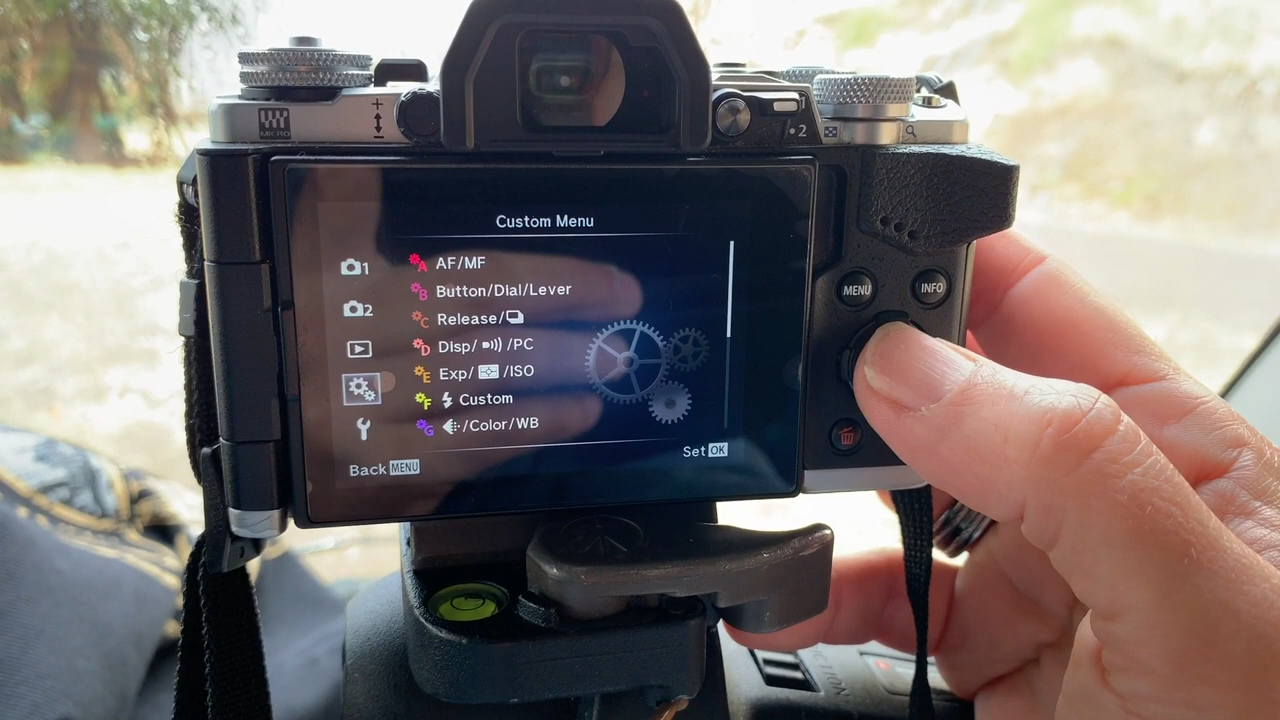 MICRO
+
1
2
Custom Menu
1
A AF/MF
B Button/Dial/Lever
2
C Release/
D Disp/ /PC
E Exp/ /ISO
F Custom
G /Color/WB
Back MENU
Set OK
MENU
INFO